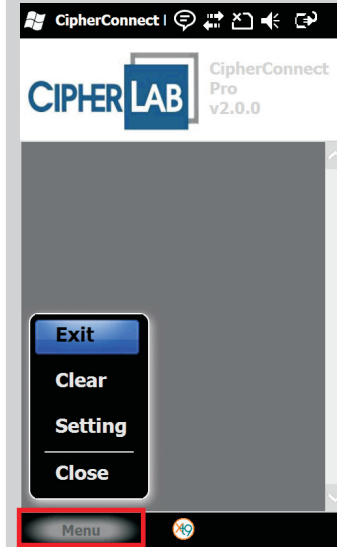 CipherConnect
CIPHERLAB
CipherConnect
Pro
v2.0.0
Exit
Clear
Setting
Close
Menu